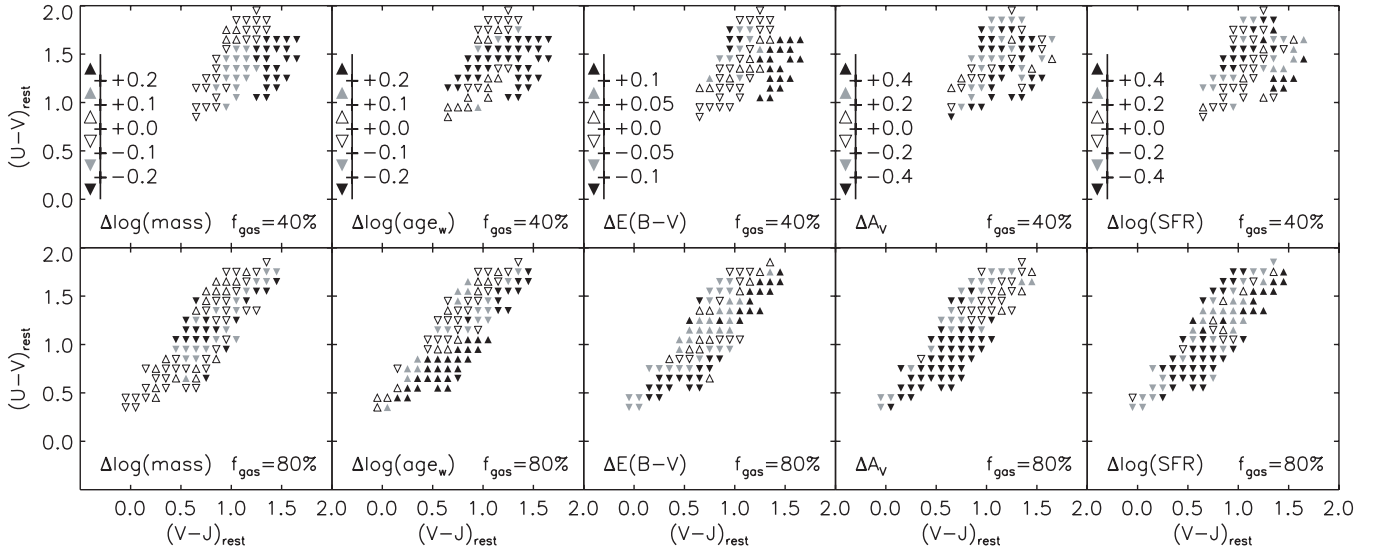 2.0
1.5
1.0
0.5
0.0
(U−V)rest
+0.2
+0.1
+0.0
−0.1
−0.2
Δlog(mass) fgas=40%
+0.2
+0.1
+0.0
−0.1
−0.2
Δlog(agew) fgas=40%
+0.1
+0.05
+0.0
−0.05
−0.1
ΔE(B−V) fgas=40%
+0.4
+0.2
+0.0
−0.2
−0.4
ΔAV fgas=40%
+0.4
+0.2
+0.0
−0.2
−0.4
Δlog(SFR) fgas=40%
2.0
1.5
1.0
0.5
0.0
(U−V)rest
Δlog(mass) fgas=80%
Δlog(agew) fgas=80%
ΔE(B−V) fgas=80%
ΔAV fgas=80%
Δlog(SFR) fgas=80%
0.0 0.5 1.0 1.5 2.0 0.0 0.5 1.0 1.5 2.0 0.0 0.5 1.0 1.5 2.0 0.0 0.5 1.0 1.5 2.0 0.0 0.5 1.0 1.5 2.0
(V−J)rest (V−J)rest (V−J)rest (V−J)rest (V−J)rest